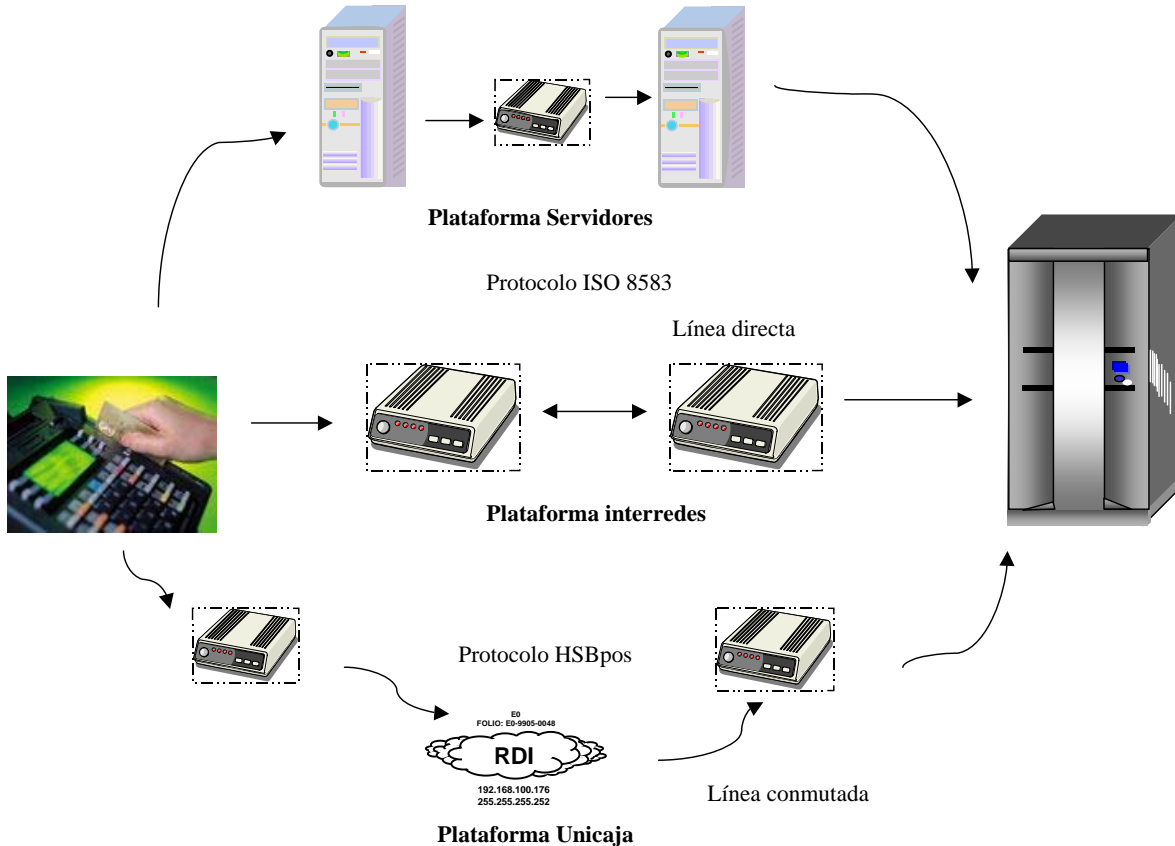 Plataforma Servidores
Protocolo ISO 8583
Línea directa
Plataforma interredes
Protocolo HSBpos
E0
FOLIO: E0-9905-0048
RDI
192.168.100.176
255.255.255.252
Línea conmutada
Plataforma Unicaja